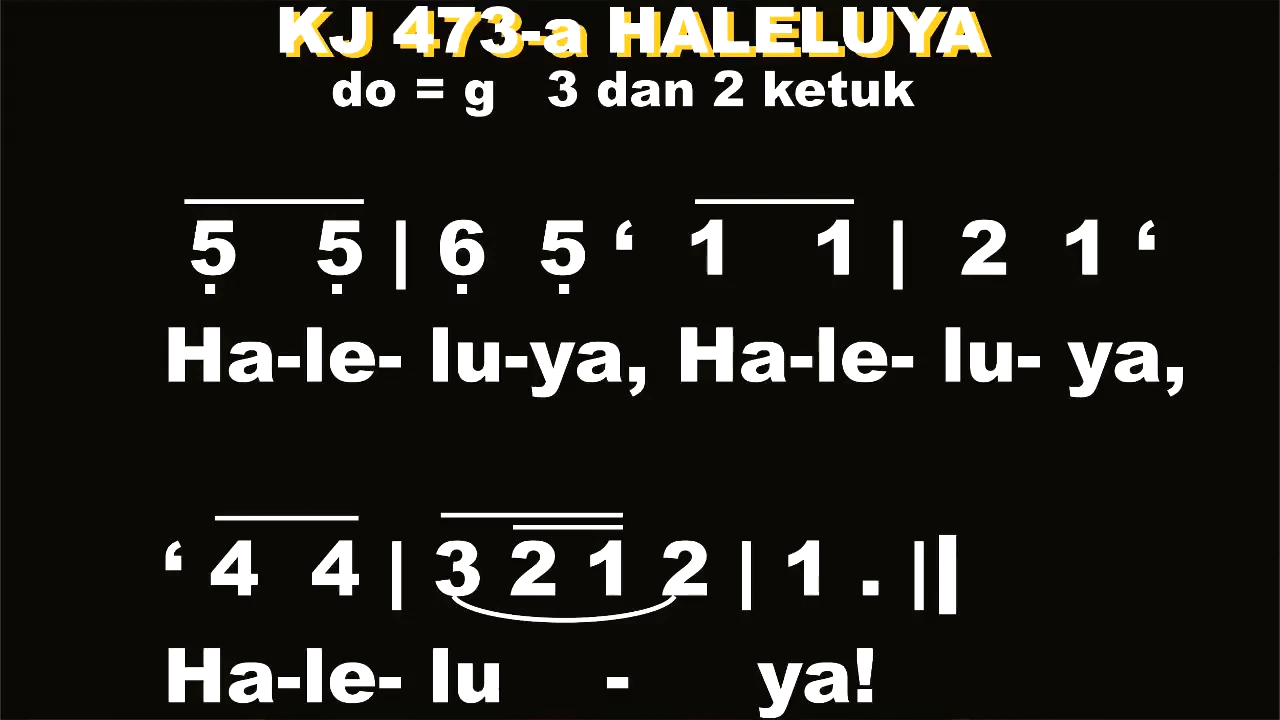 KJ 473-a HALELUYA
do = g 3 dan 2 ketuk
5̣ 5̣ | 6̣ 5̣ ‘ 1 1 | 2 1 ‘
Ha-le- lu-ya, Ha-le- lu- ya,
‘ 4 4 | 3 2 1 2 | 1 . ||
Ha-le- lu - ya!